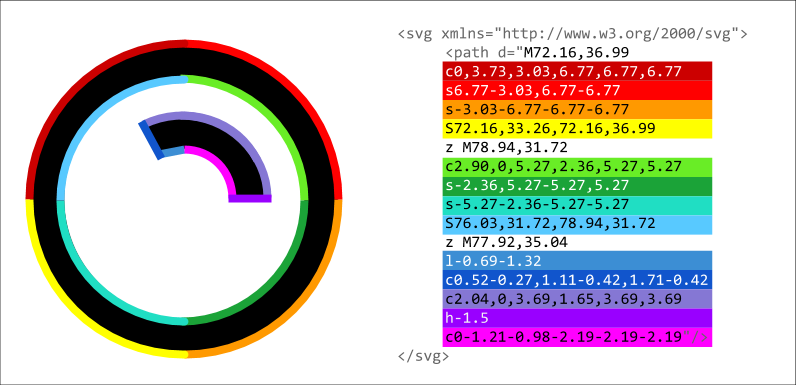 <svg xmlns="http://www.w3.org/2000/svg">
<path d="M72.16,36.99
c0,3.73,3.03,6.77,6.77,6.77
s6.77-3.03,6.77-6.77
s-3.03-6.77-6.77-6.77
S72.16,33.26,72.16,36.99
z M78.94,31.72
c2.90,0,5.27,2.36,5.27,5.27
s-2.36,5.27-5.27,5.27
s-5.27-2.36-5.27-5.27
S76.03,31.72,78.94,31.72
z M77.92,35.04
l-0.69-1.32
c0.52-0.27,1.11-0.42,1.71-0.42
c2.04,0,3.69,1.65,3.69,3.69
h-1.5
c0-1.21-0.98-2.19-2.19-2.19"/>
</svg>